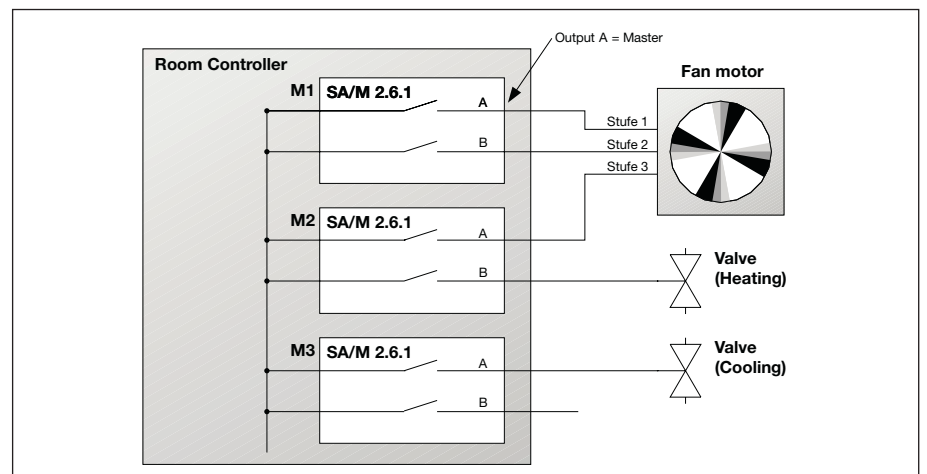 Output A = Master
Room Controller
Fan motor
M1
SA/M 2.6.1
A
Stufe 1
B
Stufe 2
Stufe 3
M2
SA/M 2.6.1
A
B
Valve
(Heating)
M3
SA/M 2.6.1
A
B
Valve
(Cooling)